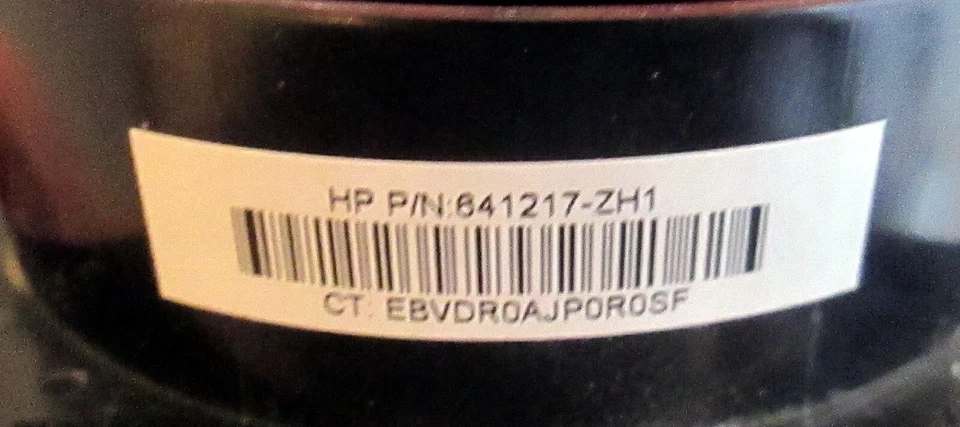 HP P/N:641217-ZH1
CT: EBVDR0AJP0R0SF